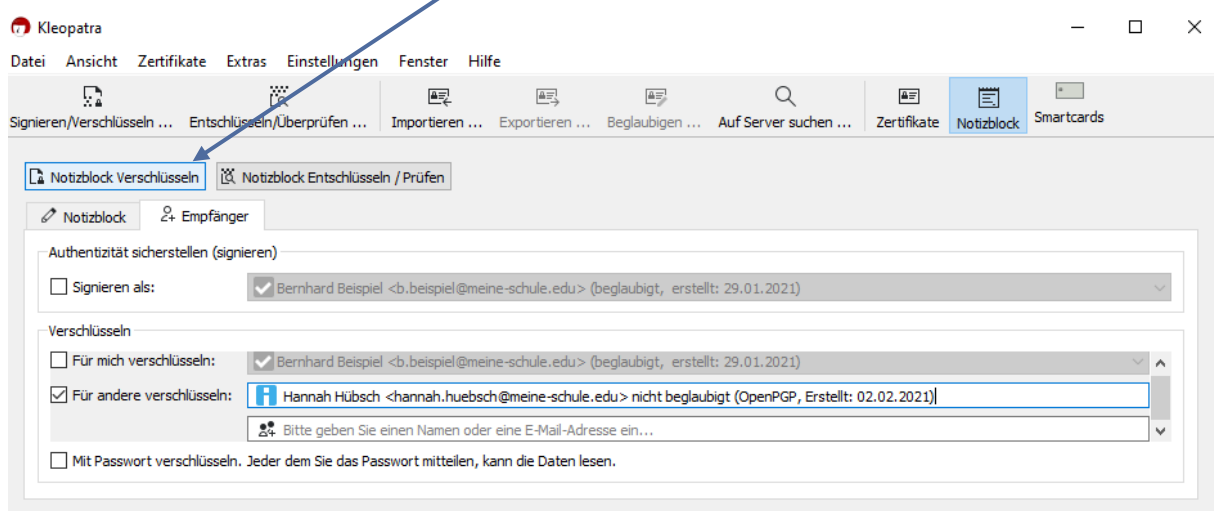 Kleopatra
Datei Ansicht Zertifikate Extras Einstellungen Fenster Hilfe
Signieren/Verschlüsseln ... Entschlüsseln/Überprüfen ... Importieren ... Exportieren ... Beglaubigen ... Auf Server suchen ... Zertifikate Notizblock Smartcards
Notizblock Verschlüsseln Notizblock Entschlüsseln / Prüfen
Notizblock Empfänger
Authentizität sicherstellen (signieren)
Signieren als: Bernhard Beispiel <b.beispiel@meine-schule.edu> (beglaubigt, erstellt: 29.01.2021)
Verschlüsseln
Für mich verschlüsseln: Bernhard Beispiel <b.beispiel@meine-schule.edu> (beglaubigt, erstellt: 29.01.2021)
Für andere verschlüsseln: Hannah Hübsch <hannah.huebsch@meine-schule.edu> nicht beglaubigt (OpenPGP, Erstellt: 02.02.2021)
Bitte geben Sie einen Namen oder eine E-Mail-Adresse ein...
Mit Passwort verschlüsseln. Jeder dem Sie das Passwort mitteilen, kann die Daten lesen.